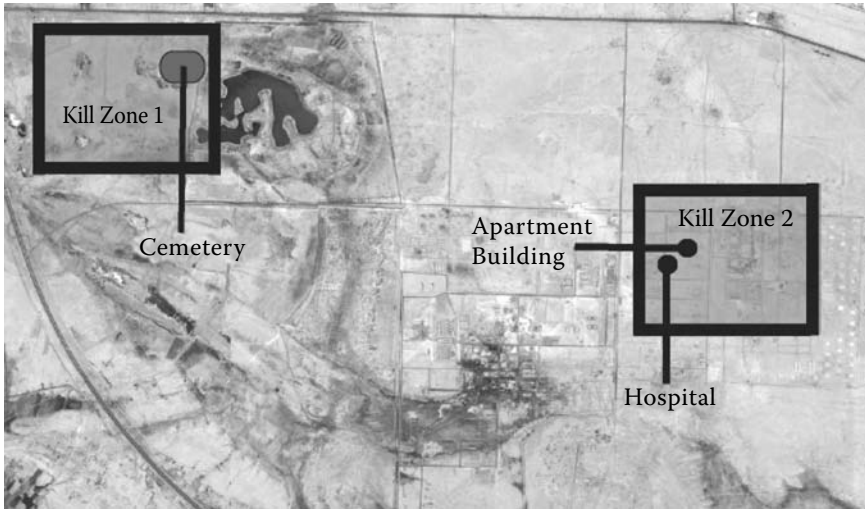 Kill Zone 1
Cemetery
Apartment
Building
Kill Zone 2
Hospital